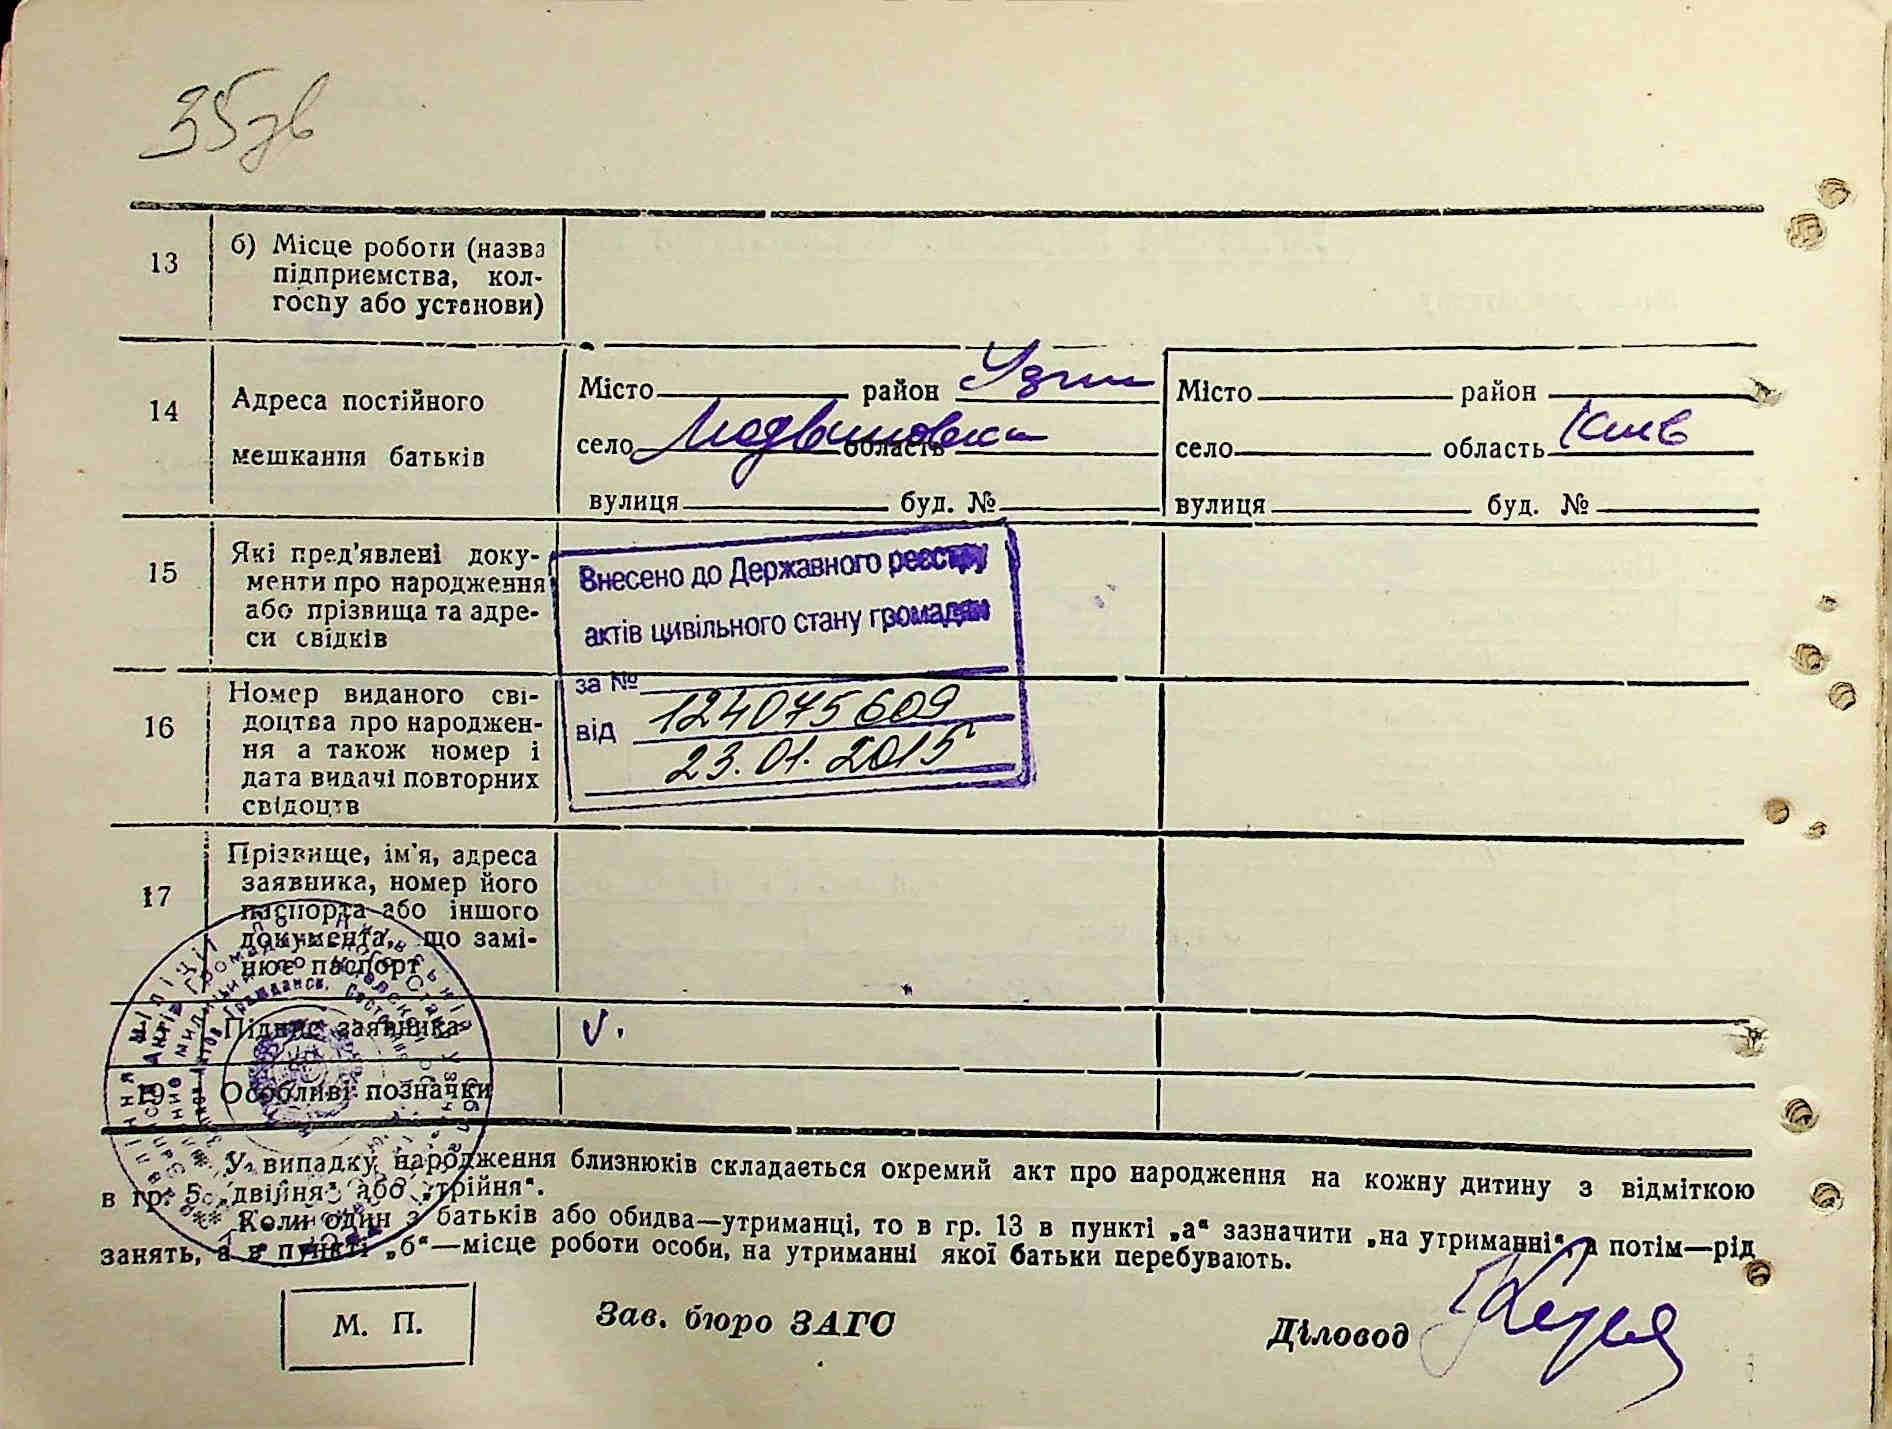 35зв
13
б) Місце роботи (назва
підприємства, кол-
госпу або установи)
14
Адреса постійного
мешкання батьків
Місто район Узин
село область
вулиця буд. №
Місто район
село область Київ
вулиця буд. №
15
Які пред'явлені доку-
менти про народження
або прізвища та адре-
си свідків
Внесено до Державного реєстру
актів цивільного стану громадян
за № 124075609
від 23.01.2015
16
Номер виданого сві-
доцтва про народжен-
ня а також номер і
дата видачі повторних
свідоцтв
17
Прізвище, ім'я, адреса
заявника, номер його
паспорта або іншого
документа, що замі-
нює паспорт
Підпис заявника
V.
19
Особливі позначки
У випадку народження близнюків складається окремий акт про народження на кожну дитину з відміткою
в гр. 5 „двійня“ або „трійня“.
Коли один з батьків або обидва—утриманці, то в гр. 13 в пункті „а“ зазначити „на утриманні“, а потім—рід
занять, а в пункті „б“—місце роботи особи, на утриманні якої батьки перебувають.
М. П.
Зав. бюро ЗАГС
Діловод